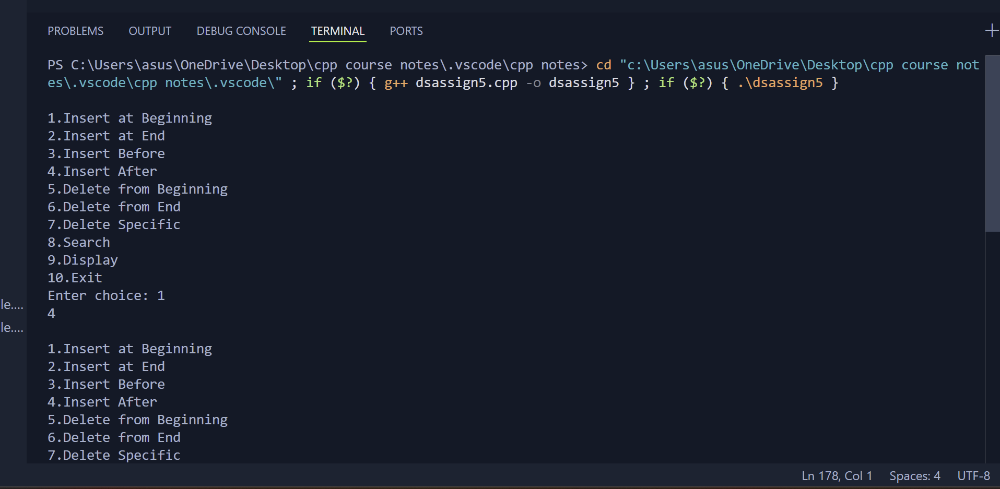 PROBLEMS OUTPUT DEBUG CONSOLE TERMINAL PORTS
PS C:\Users\asus\OneDrive\Desktop\cpp course notes\.vscode\cpp notes> cd "c:\Users\asus\OneDrive\Desktop\cpp course not
es\.vscode\cpp notes\.vscode\" ; if ($?) { g++ dsassign5.cpp -o dsassign5 } ; if ($?) { .\dsassign5 }
1.Insert at Beginning
2.Insert at End
3.Insert Before
4.Insert After
5.Delete from Beginning
6.Delete from End
7.Delete Specific
8.Search
9.Display
10.Exit
Enter choice: 1
le....
4
le....
1.Insert at Beginning
2.Insert at End
3.Insert Before
4.Insert After
5.Delete from Beginning
6.Delete from End
7.Delete Specific
Ln 178, Col 1 Spaces: 4 UTF-8